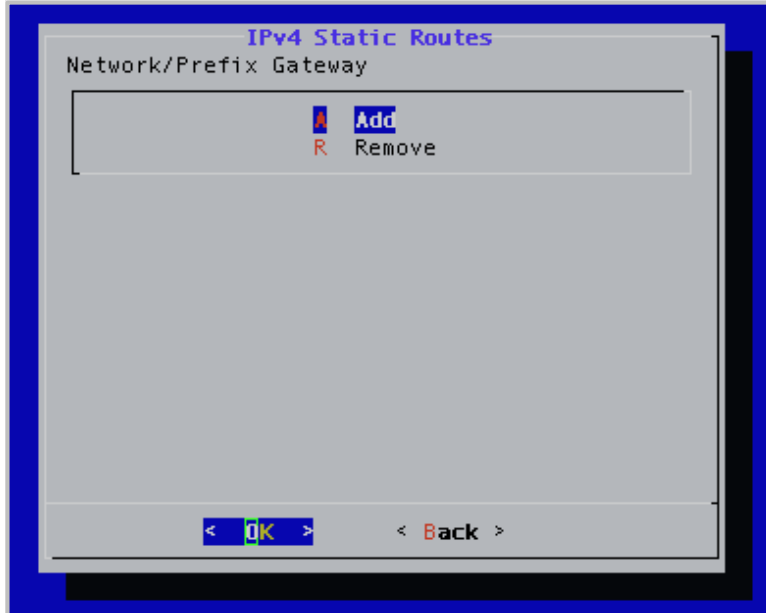 IPv4 Static Routes
Network/Prefix Gateway
A Add
R Remove
< OK > < Back >